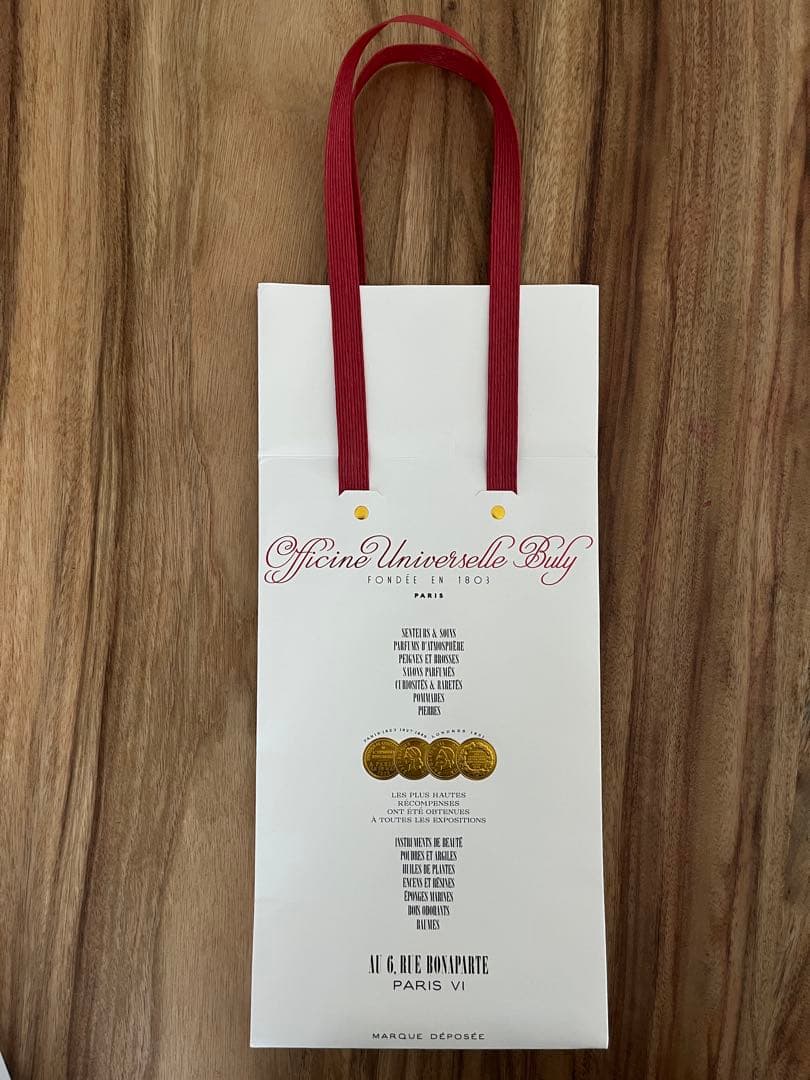 Officine Universelle Buly
FONDÉE EN 1803
PARIS
SENTEURS & SOINS
PARFUMS D'ATMOSPHÈRE
PEIGNES ET BROSSES
SAVONS PARFUMÉS
CURIOSITÉS & RARETÉS
POMMADES
PIERRES
LES PLUS HAUTES
RÉCOMPENSES
ONT ÉTÉ OBTENUES
À TOUTES LES EXPOSITIONS
INSTRUMENTS DE BEAUTÉ
POUDRES ET ARGILES
HUILES DE PLANTES
ENCENS ET RÉSINES
ÉPONGES MARINES
BOIS ODORANTS
BAUMES
AU 6, RUE BONAPARTE
PARIS VI
MARQUE DÉPOSÉE